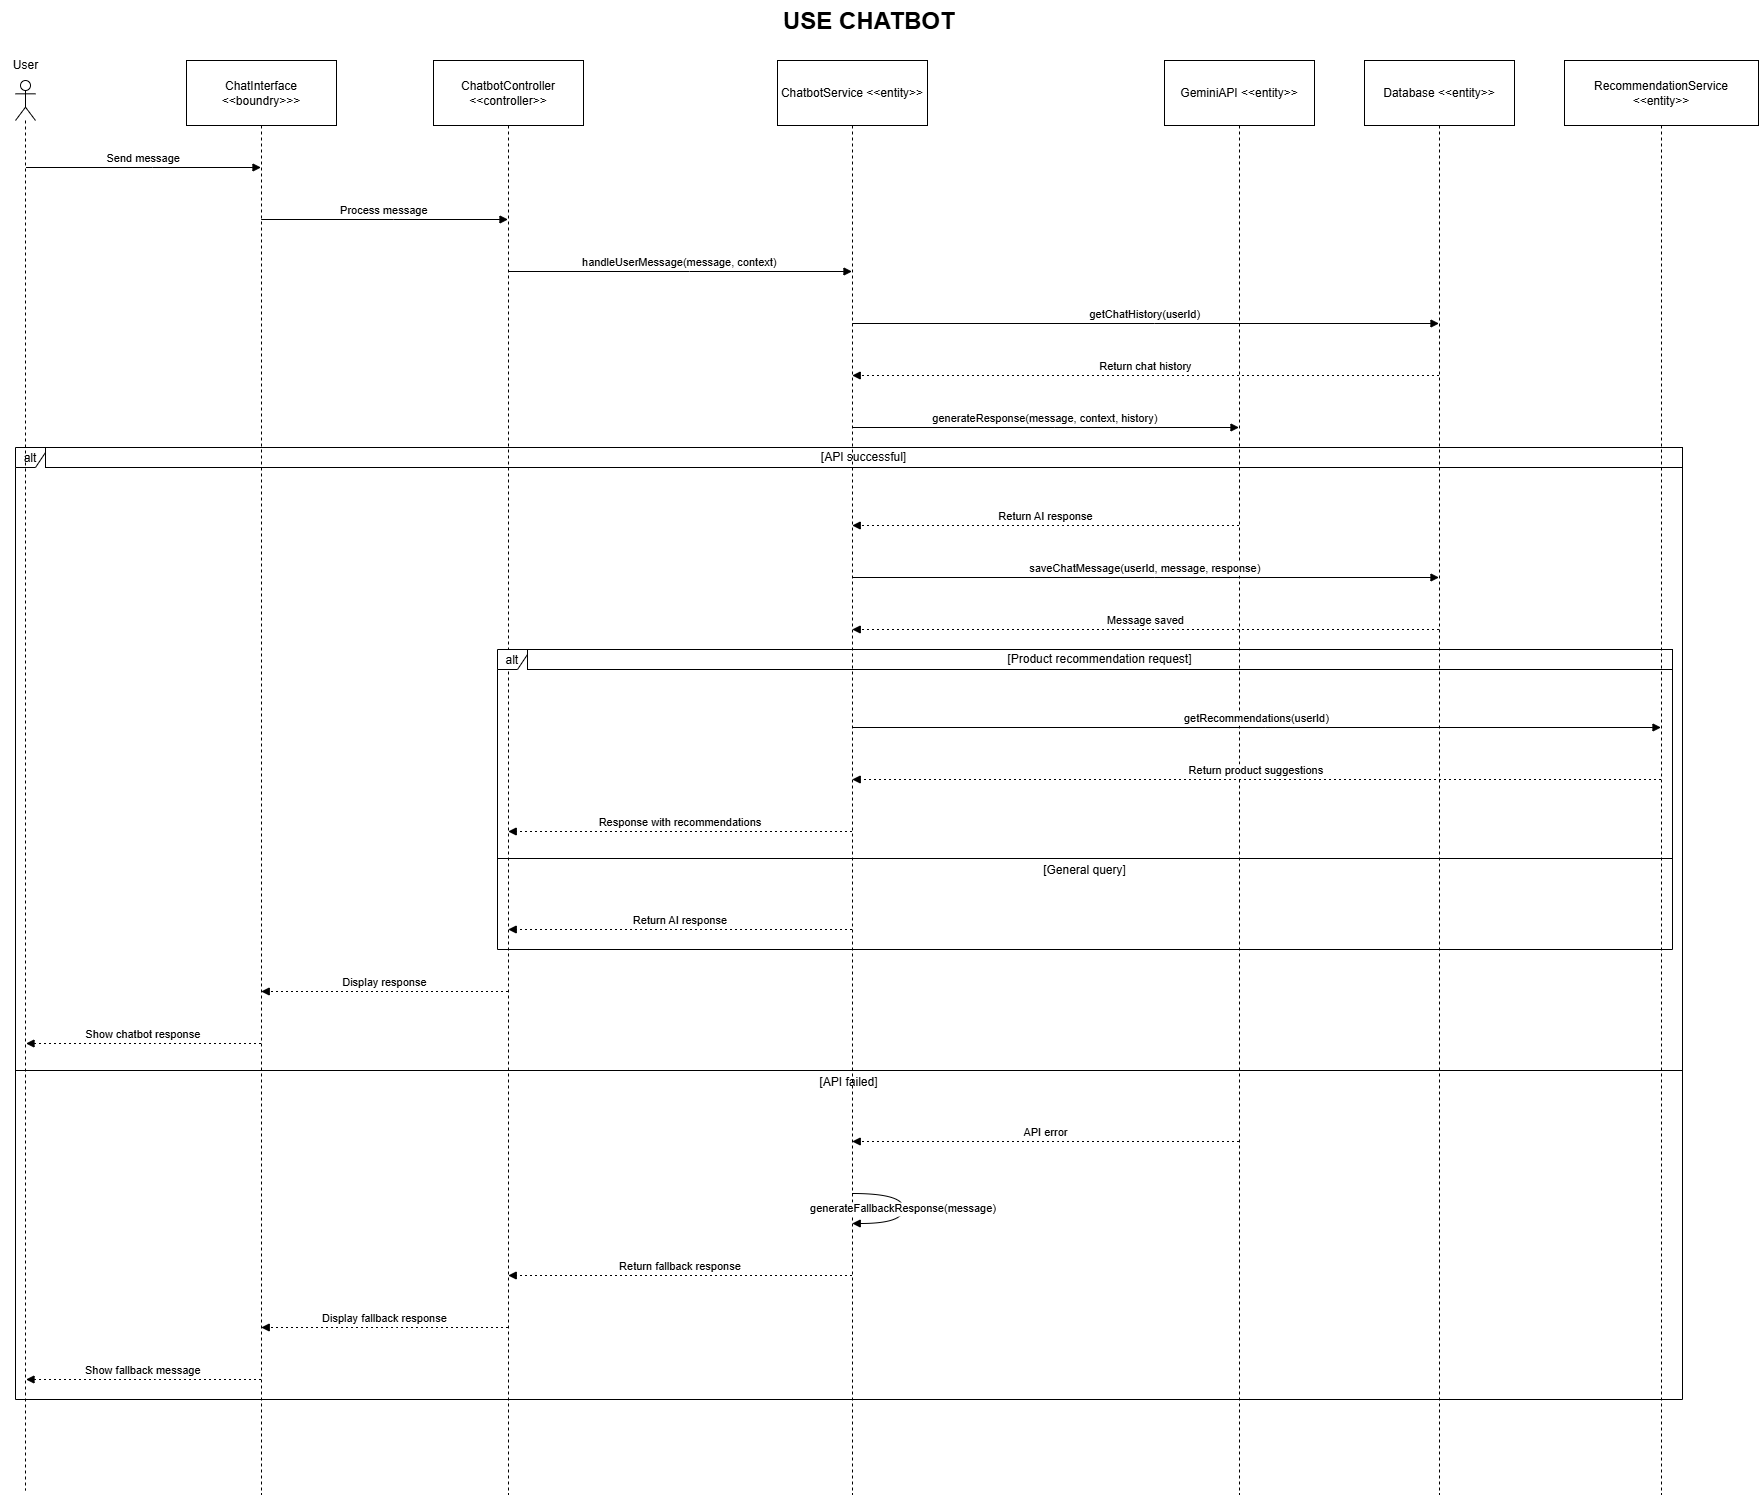 USE CHATBOT
User
ChatInterface
<<boundry>>>
ChatbotController
<<controller>>
ChatbotService <<entity>>
GeminiAPI <<entity>>
Database <<entity>>
RecommendationService
<<entity>>
Send message
Process message
handleUserMessage(message, context)
getChatHistory(userId)
Return chat history
generateResponse(message, context, history)
alt
[API successful]
Return AI response
saveChatMessage(userId, message, response)
Message saved
alt
[Product recommendation request]
getRecommendations(userId)
Return product suggestions
Response with recommendations
[General query]
Return AI response
Display response
Show chatbot response
[API failed]
API error
generateFallbackResponse(message)
Return fallback response
Display fallback response
Show fallback message